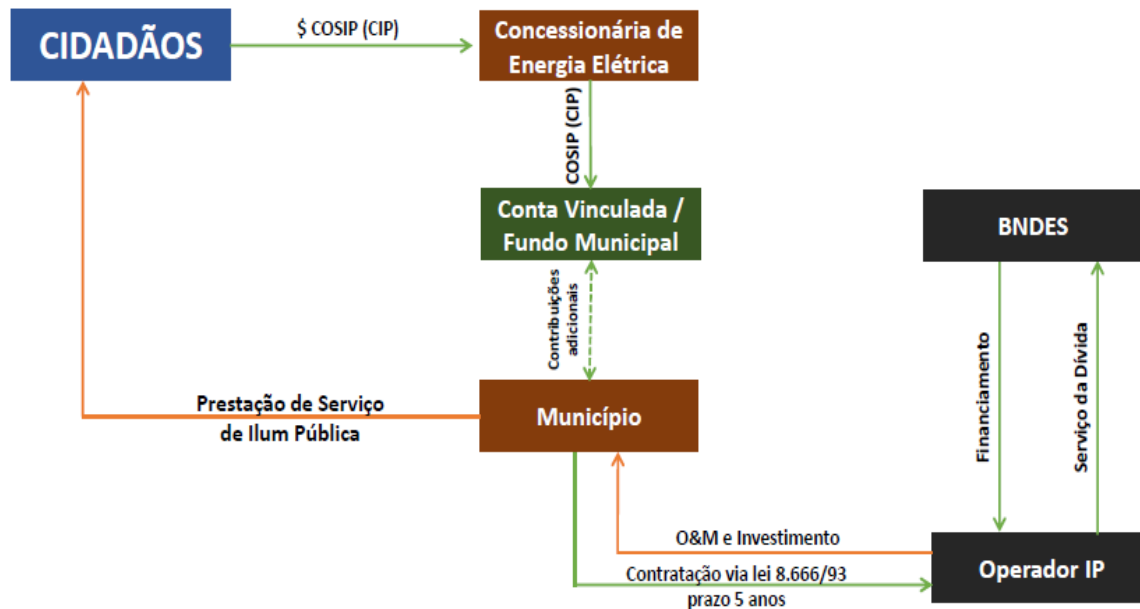 CIDADÃOS
$ COSIP (CIP)
Concessionária de
Energia Elétrica
COSIP (CIP)
Conta Vinculada /
Fundo Municipal
BNDES
Contribuições
adicionais
Financiamento
Serviço da Dívida
Prestação de Serviço
de Ilum Pública
Município
O&M e Investimento
Contratação via lei 8.666/93
prazo 5 anos
Operador IP